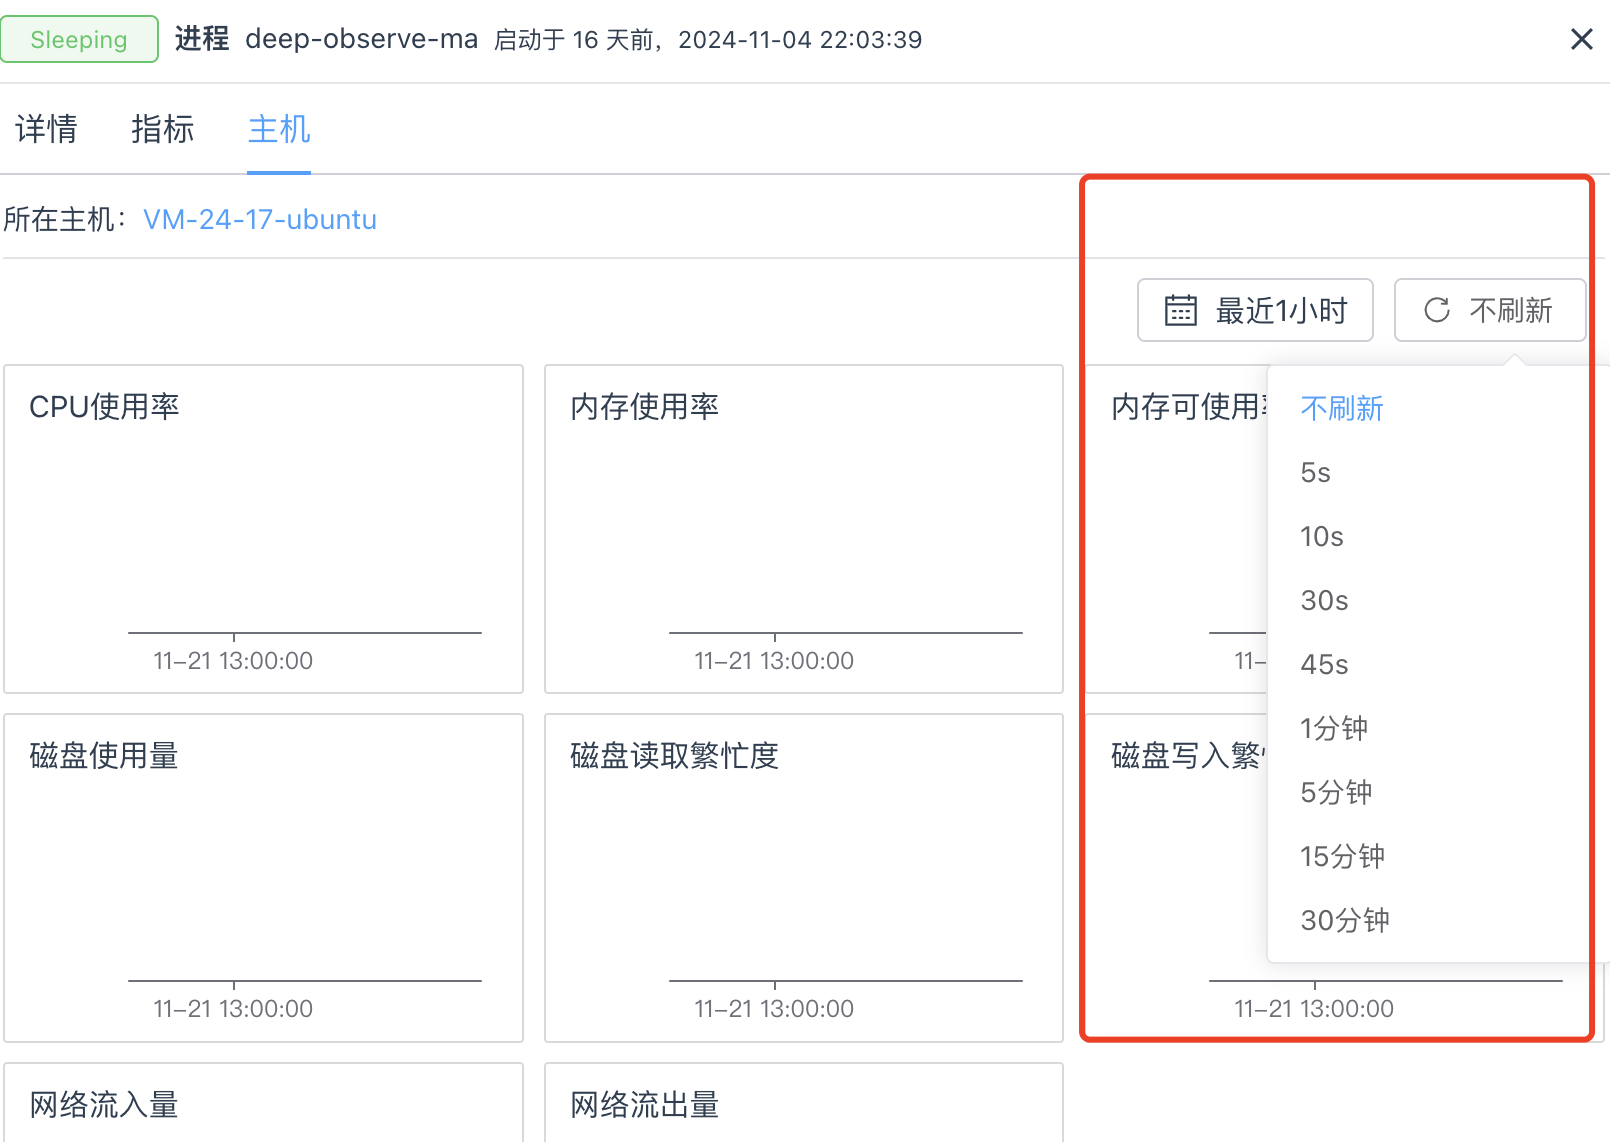 Sleeping 进程 deep-observe-ma 启动于 16 天前，2024-11-04 22:03:39
详情 指标 主机
所在主机： VM-24-17-ubuntu
最近1小时 不刷新
CPU使用率 内存使用率 内存可使用
不刷新
5s
10s
30s
45s
1分钟
5分钟
15分钟
30分钟
11-21 13:00:00 11-21 13:00:00 11-
磁盘使用量 磁盘读取繁忙度 磁盘写入繁
11-21 13:00:00 11-21 13:00:00 11-21 13:00:00
网络流入量 网络流出量